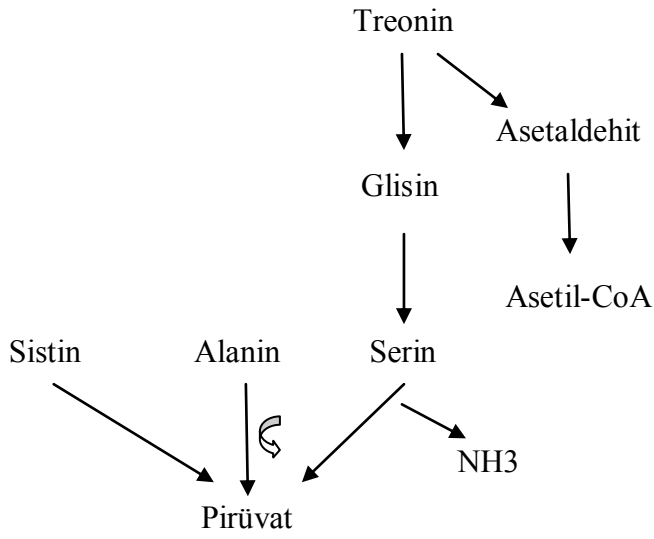 Treonin
Asetaldehit
Glisin
Asetil-CoA
Sistin Alanin Serin
NH3
Pirüvat